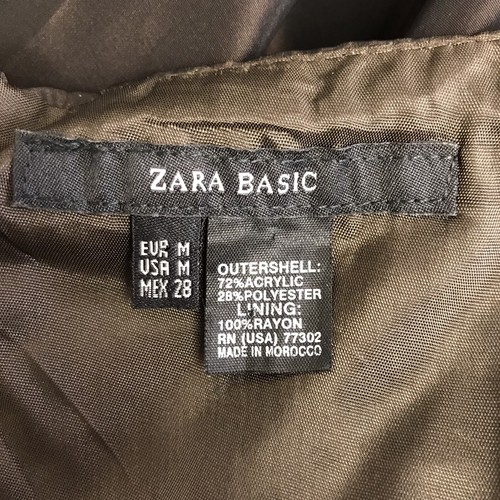 ZARA BASIC
EUR M
USA M
MEX 28
OUTERSHELL:
72%ACRYLIC
28%POLYESTER
LINING:
100%RAYON
RN (USA) 77302
MADE IN MOROCCO